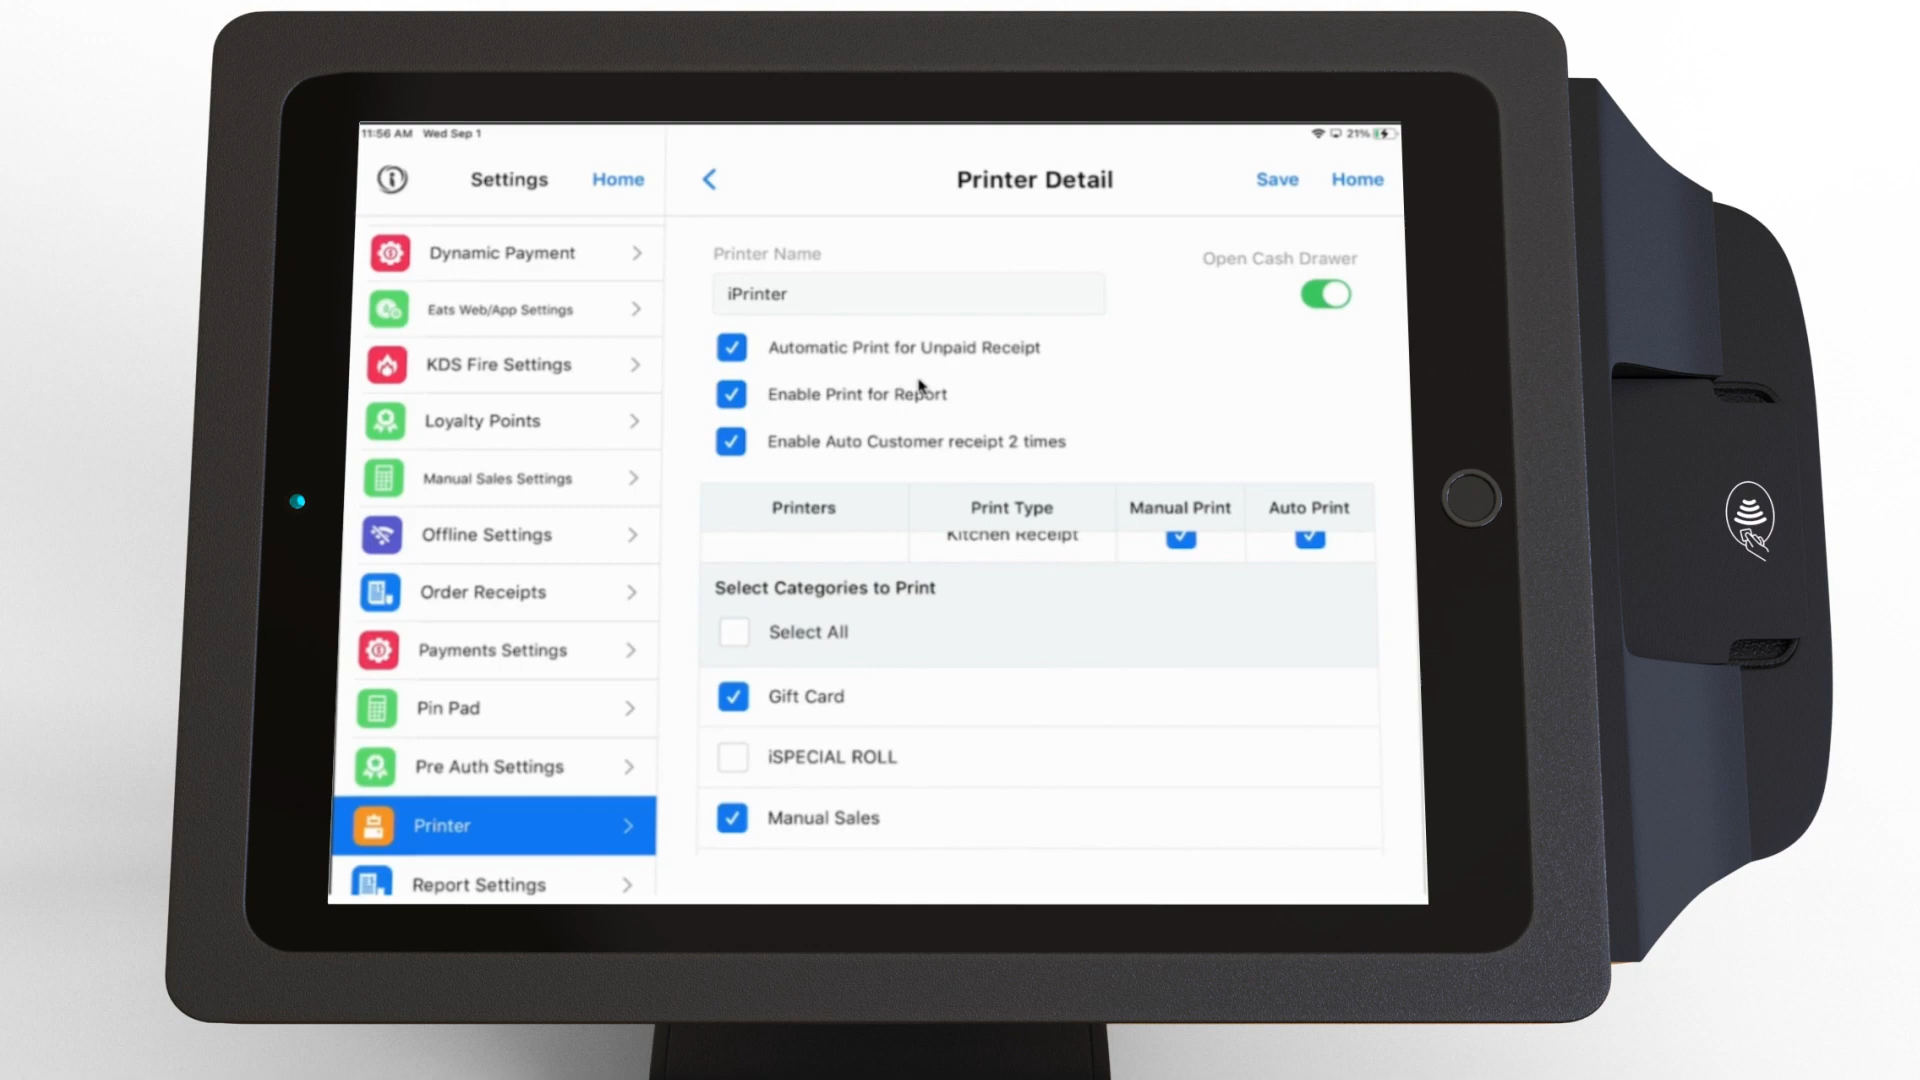 11:56 AM Wed Sep 1
21%
Settings
Home
Printer Detail
Save
Home
Dynamic Payment
Eats Web/App Settings
KDS Fire Settings
Loyalty Points
Manual Sales Settings
Offline Settings
Order Receipts
Payments Settings
Pin Pad
Pre Auth Settings
Printer
Report Settings
Printer Name
Open Cash Drawer
iPrinter
Automatic Print for Unpaid Receipt
Enable Print for Report
Enable Auto Customer receipt 2 times
Printers
Print Type
Manual Print
Auto Print
Kitchen Receipt
Select Categories to Print
Select All
Gift Card
iSPECIAL ROLL
Manual Sales